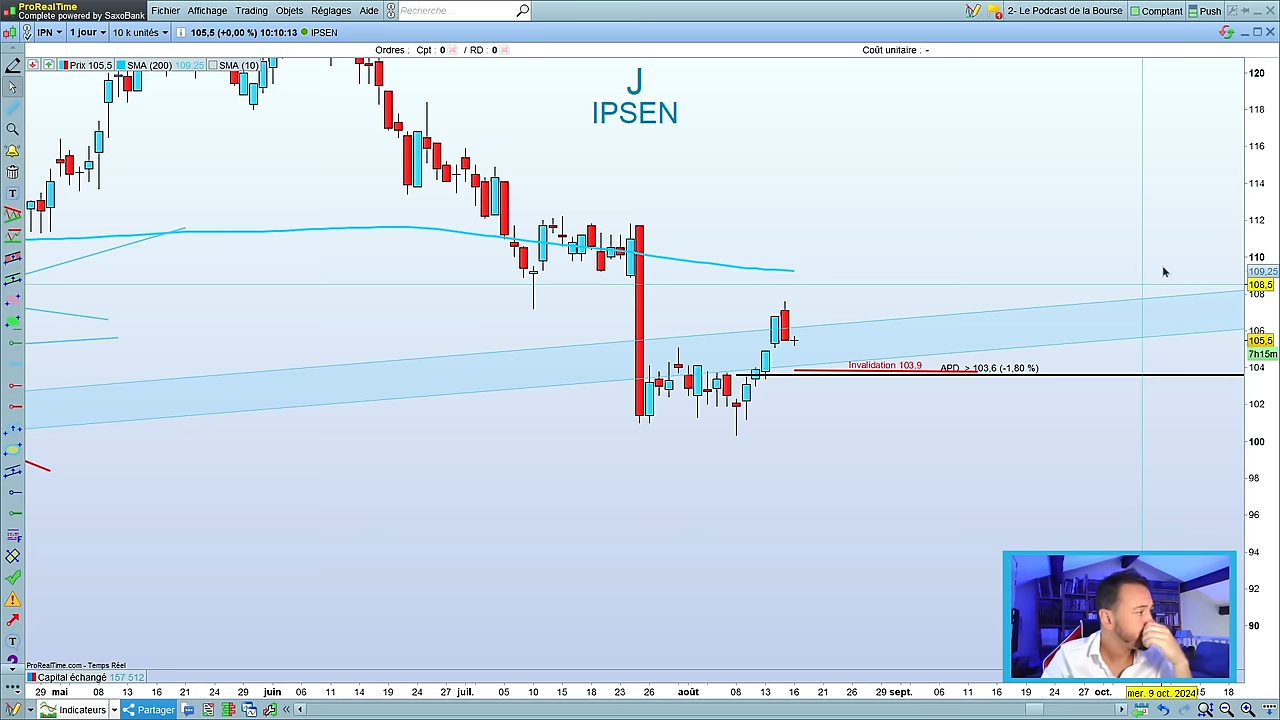 ProRealTime
Complete powered by SaxoBank
Fichier Affichage Trading Objets Réglages Aide
Recherche...
2- Le Podcast de la Bourse
Comptant
Push
IPN
1 jour
10 k unités
105,5 (+0,00 %) 10:10:13
IPSEN
Ordres : Cpt : 0 / RD : 0
Coût unitaire : -
Prix 105,5
SMA (200) 109,25
SMA (10)
J
IPSEN
120
118
116
114
112
110
109,25
108,5
108
106
105,5
7h15m
104
102
100
98
96
94
92
90
Invalidation 103,9
APD > 103,6 (-1,80 %)
ProRealTime.com - Temps Réel
Capital échangé 157 512
29 mai 08 13 16 21 24 29 juin 06 11 14 19 24 27 juil. 05 10 15 18 23 26 août 08 13 16 21 26 29 sept. 06 11 16 19 24 27 oct. mer. 9 oct. 2024 15 18
Indicateurs
Partager